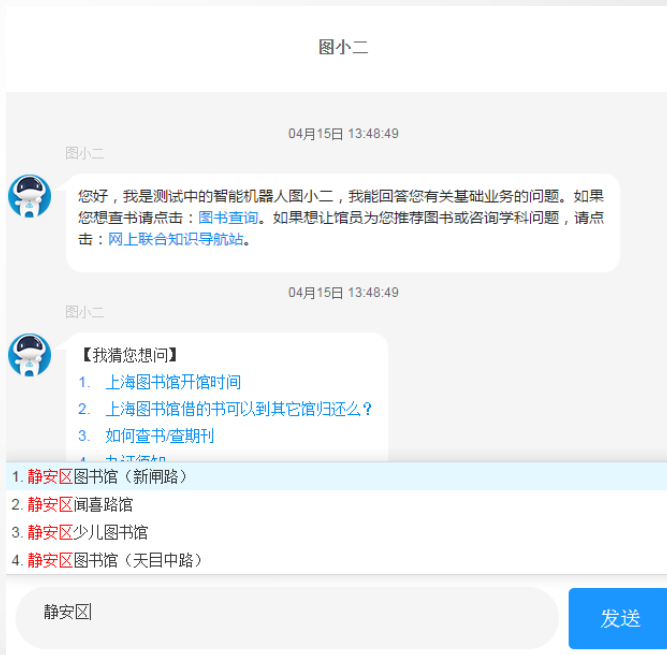 图小二
04月15日 13:48:49
图小二
您好，我是测试中的智能机器人图小二，我能回答您有关基础业务的问题。如果
您想查书请点击：图书查询。如果想让馆员为您推荐图书或咨询学科问题，请点
击：网上联合知识导航站。
04月15日 13:48:49
图小二
【我猜您想问】
1. 上海图书馆开馆时间
2. 上海图书馆借的书可以到其它馆归还么？
3. 如何查书/查期刊
4. 办证须知
1. 静安区图书馆（新闸路）
2. 静安区闻喜路馆
3. 静安区少儿图书馆
4. 静安区图书馆（天目中路）
静安区
发送